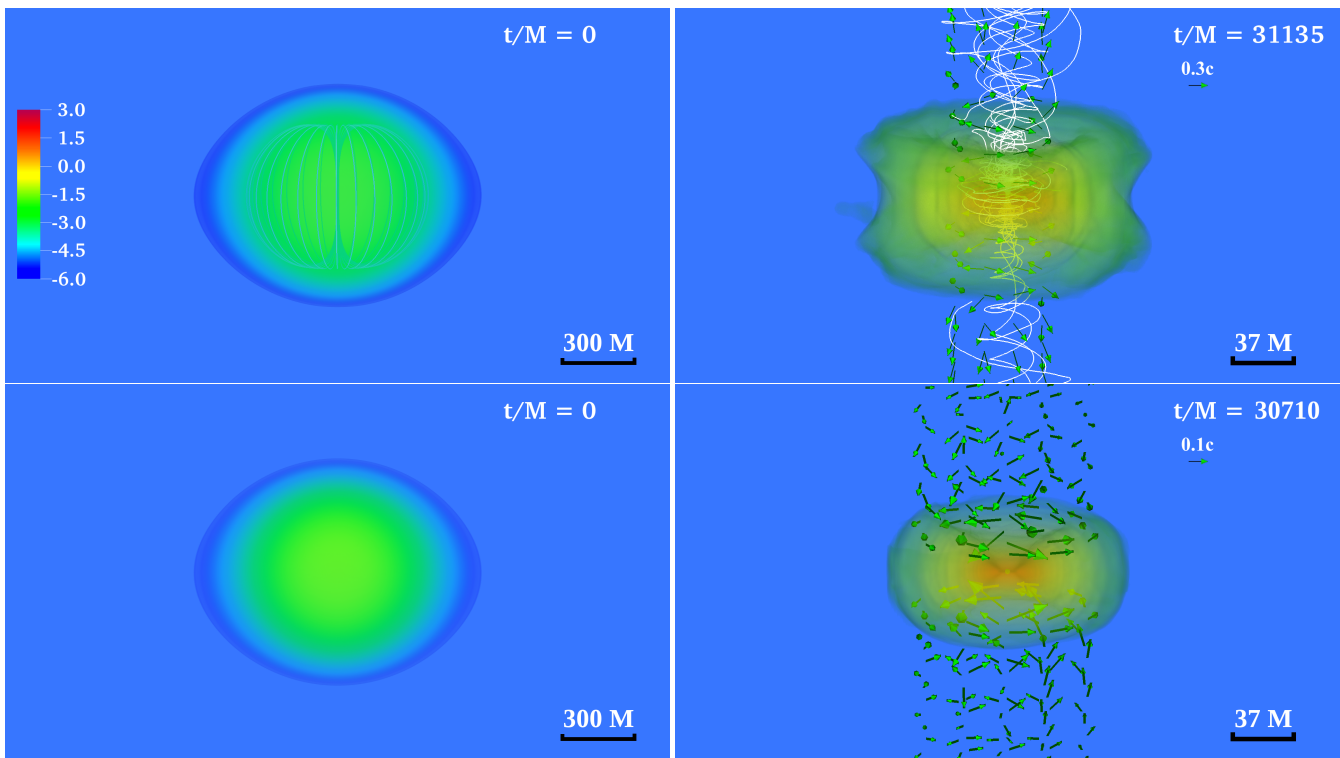 t/M = 0
3.0
1.5
0.0
-1.5
-3.0
-4.5
-6.0
300 M
t/M = 31135
0.3c
37 M
t/M = 0
300 M
t/M = 30710
0.1c
37 M